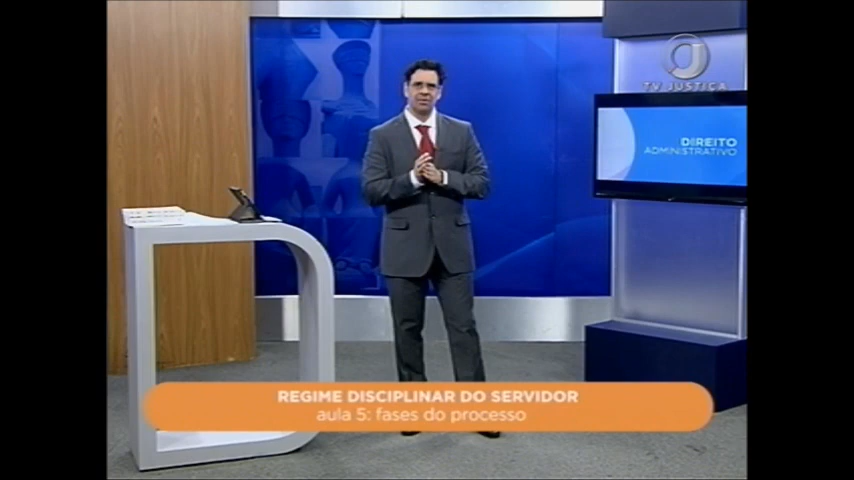 TV JUSTIÇA
DIREITO
ADMINISTRATIVO
REGIME DISCIPLINAR DO SERVIDOR
aula 5: fases do processo